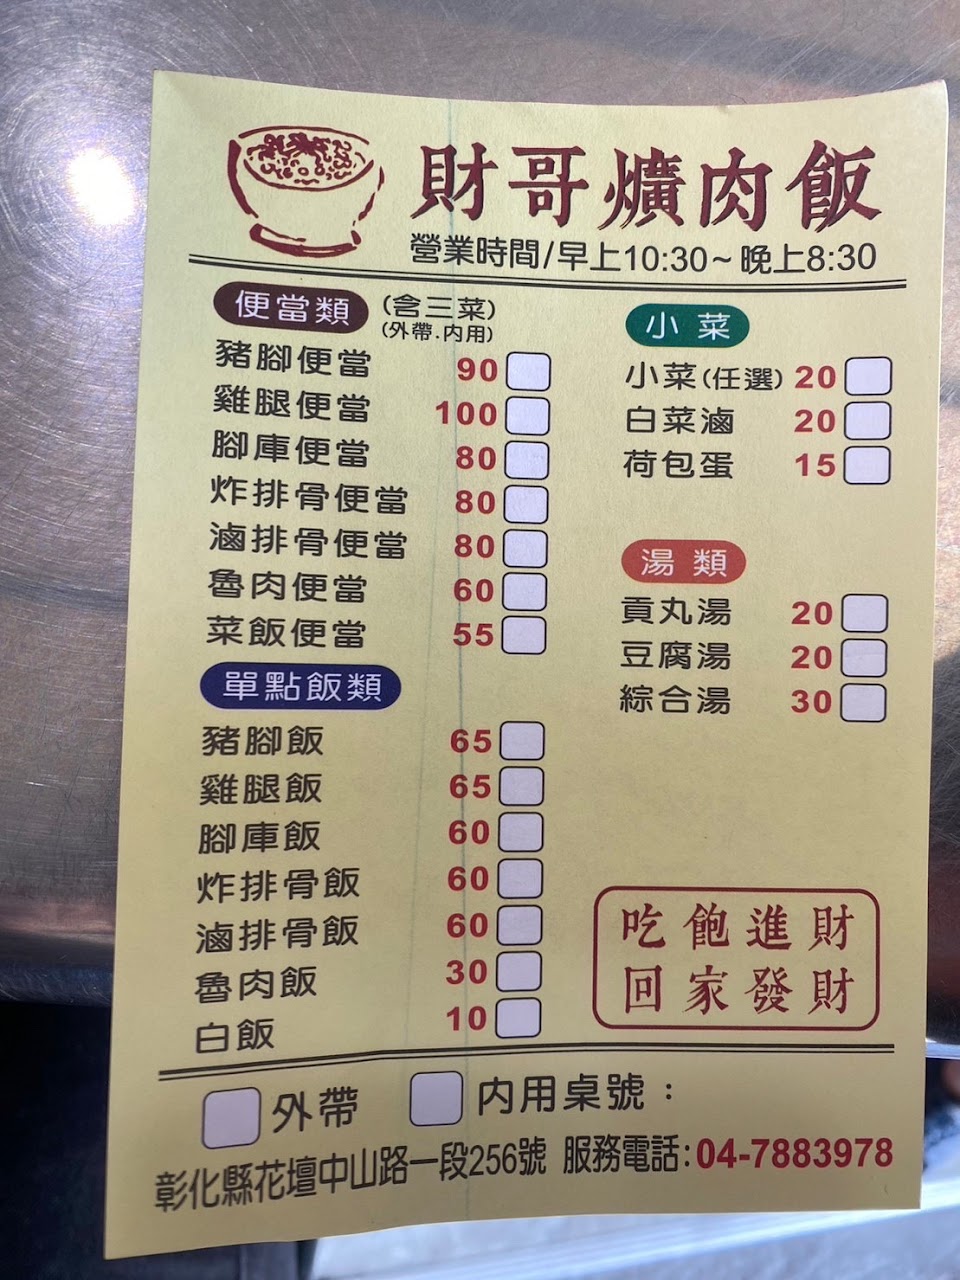 財哥爌肉飯
營業時間/早上10:30~晚上8:30
便當類 (含三菜)
(外帶.內用)
豬腳便當 90
雞腿便當 100
腳庫便當 80
炸排骨便當 80
滷排骨便當 80
魯肉便當 60
菜飯便當 55
單點飯類
豬腳飯 65
雞腿飯 65
腳庫飯 60
炸排骨飯 60
滷排骨飯 60
魯肉飯 30
白飯 10
小菜
小菜(任選) 20
白菜滷 20
荷包蛋 15
湯類
貢丸湯 20
豆腐湯 20
綜合湯 30
吃飽進財
回家發財
外帶 內用桌號：
彰化縣花壇中山路一段256號 服務電話:04-7883978